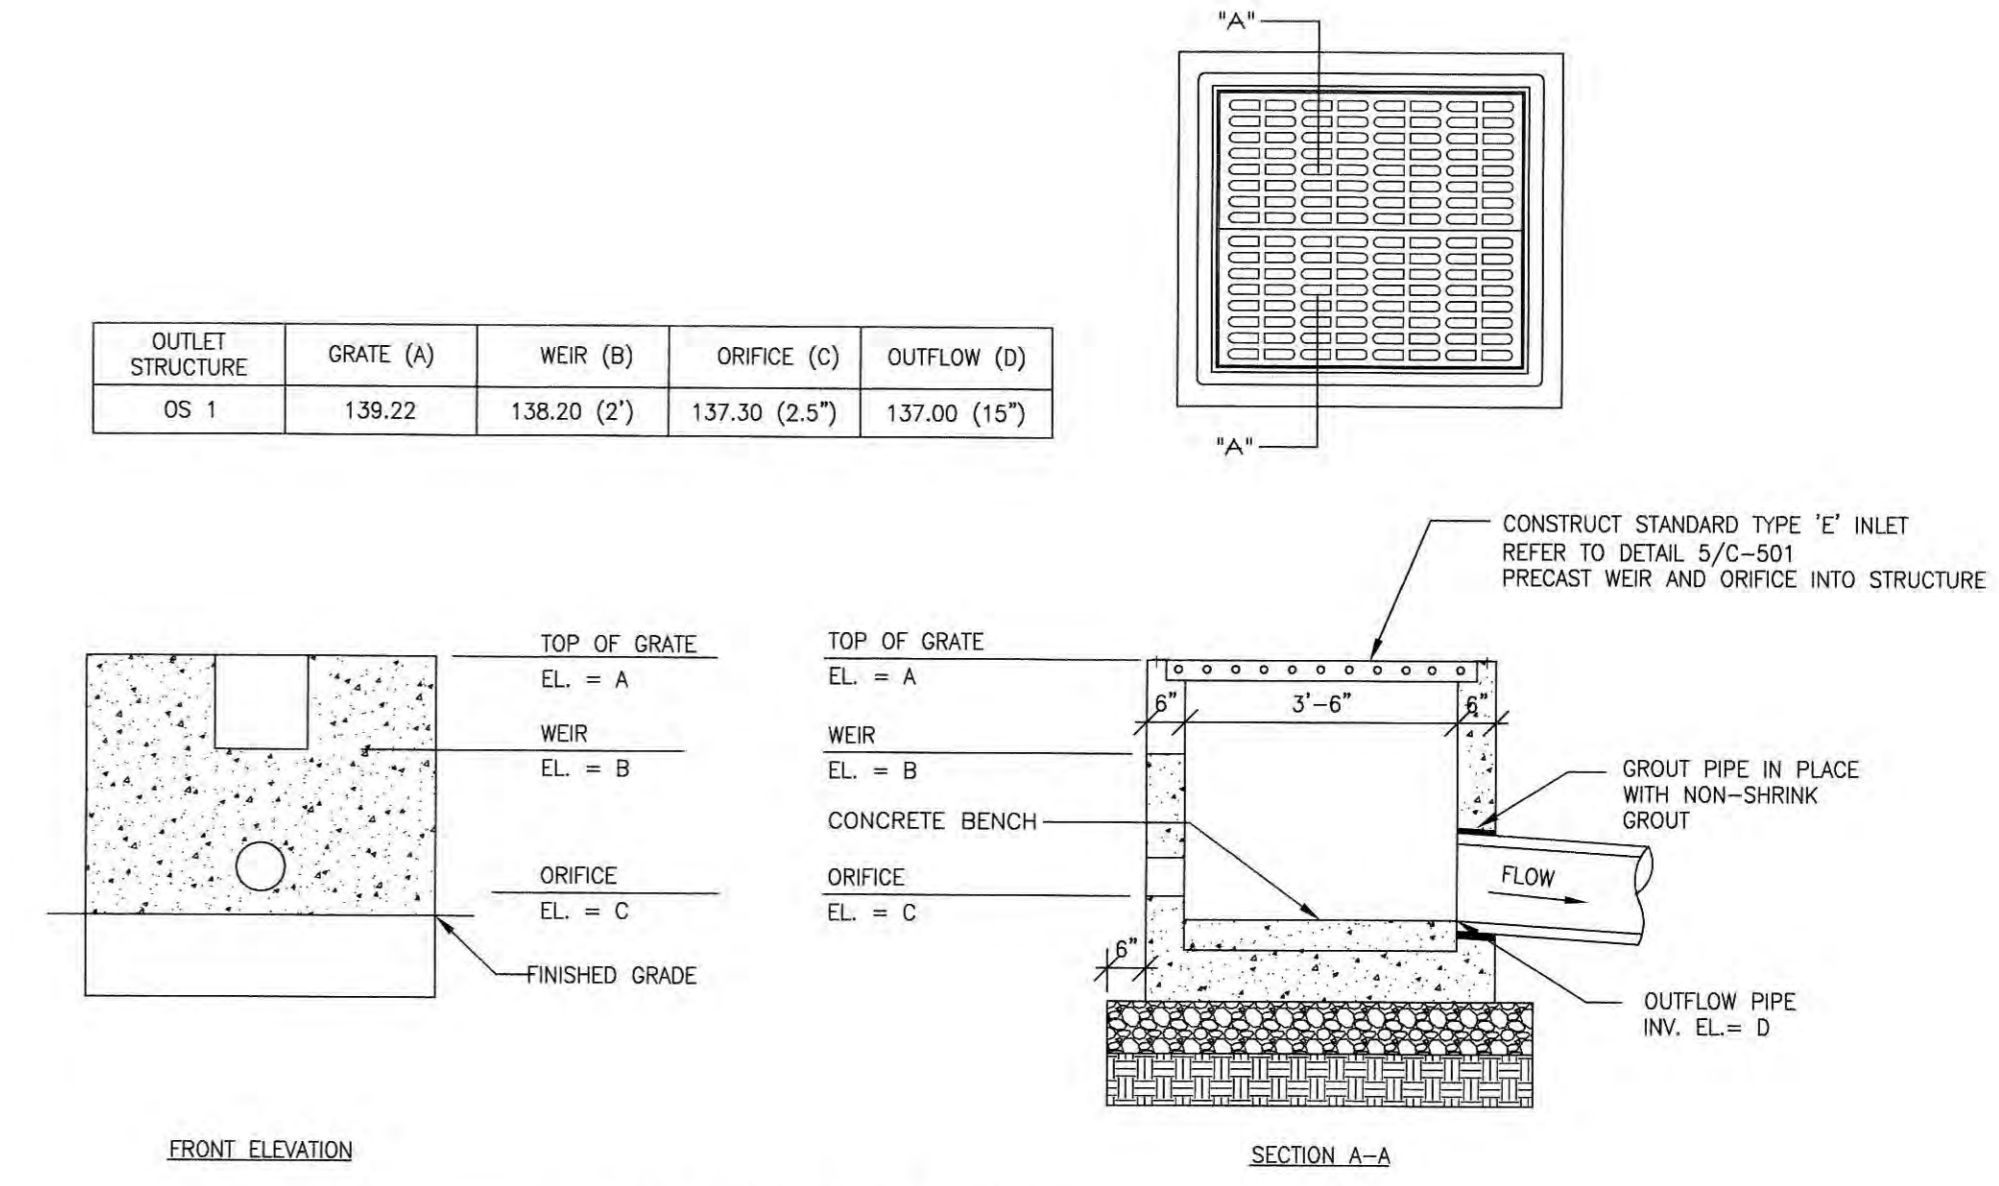 "A"
"A"
OUTLET STRUCTURE GRATE (A) WEIR (B) ORIFICE (C) OUTFLOW (D)
OS 1 139.22 138.20 (2') 137.30 (2.5") 137.00 (15")
TOP OF GRATE
EL. = A
WEIR
EL. = B
ORIFICE
EL. = C
FINISHED GRADE
FRONT ELEVATION
CONSTRUCT STANDARD TYPE 'E' INLET
REFER TO DETAIL 5/C-501
PRECAST WEIR AND ORIFICE INTO STRUCTURE
TOP OF GRATE
EL. = A
6" 3'-6" 6"
WEIR
EL. = B
CONCRETE BENCH
ORIFICE
EL. = C
6"
GROUT PIPE IN PLACE
WITH NON-SHRINK
GROUT
FLOW
OUTFLOW PIPE
INV. EL.= D
SECTION A-A